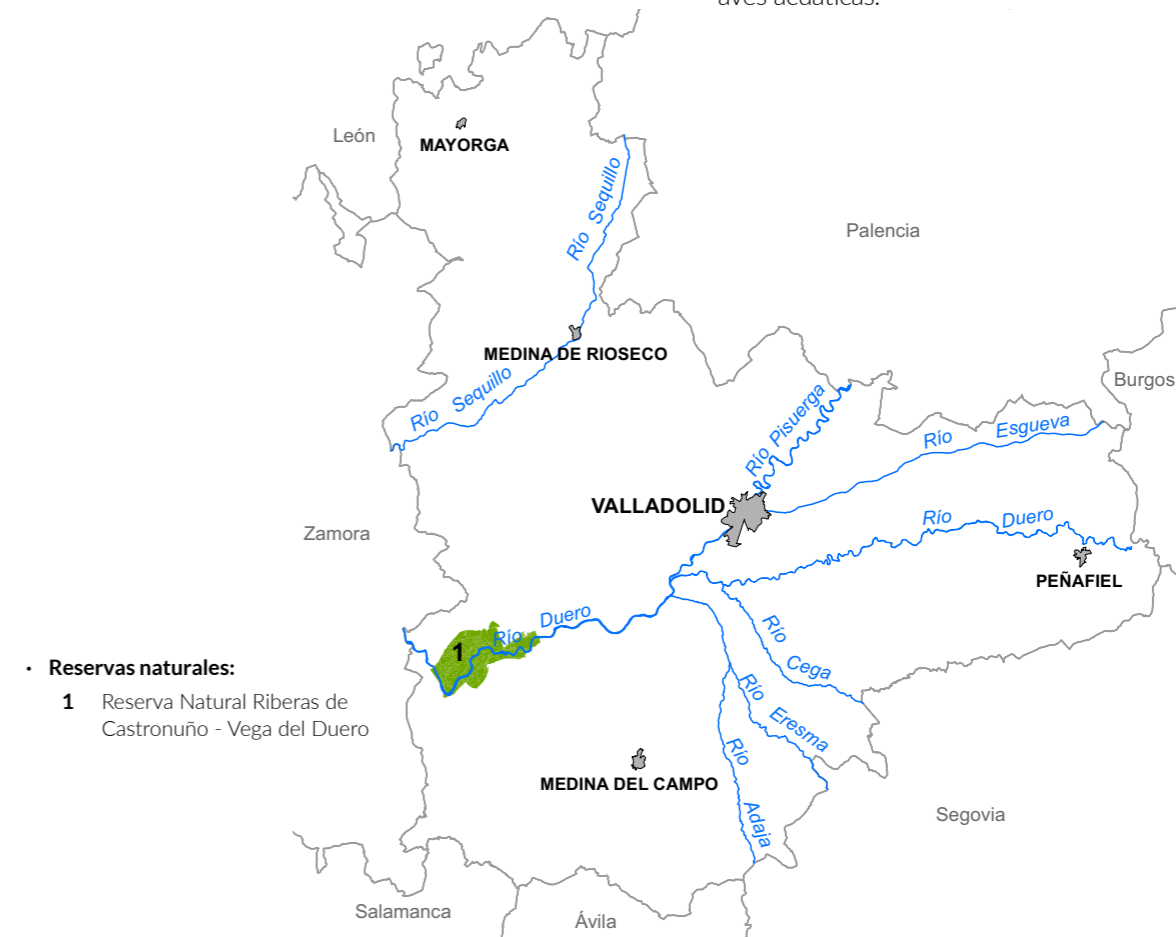 aves acuáticas.
León
MAYORGA
Río Sequillo
Palencia
MEDINA DE RIOSECO
Burgos
Río Sequillo
Río Pisuerga
Río Esgueva
VALLADOLID
Zamora
Río Duero
PEÑAFIEL
Río Duero
1
Río Cega
· Reservas naturales:
1 Reserva Natural Riberas de
Castronuño - Vega del Duero
Río Eresma
Río Adaja
MEDINA DEL CAMPO
Segovia
Salamanca
Ávila